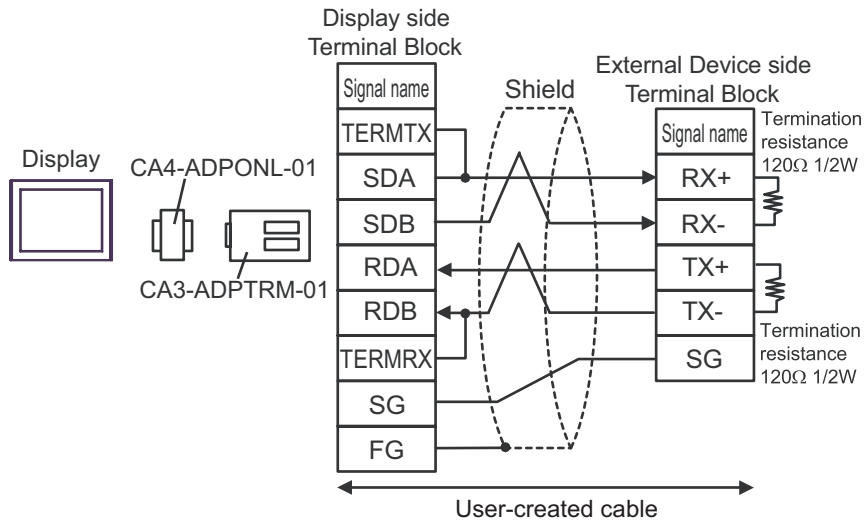 Display side
Terminal Block
Signal name
TERMTX
SDA
SDB
RDA
RDB
TERMRX
SG
FG
Shield
External Device side
Terminal Block
Signal name
RX+
RX-
TX+
TX-
SG
Termination
resistance
120Ω 1/2W
Termination
resistance
120Ω 1/2W
Display
CA4-ADPONL-01
CA3-ADPTRM-01
User-created cable